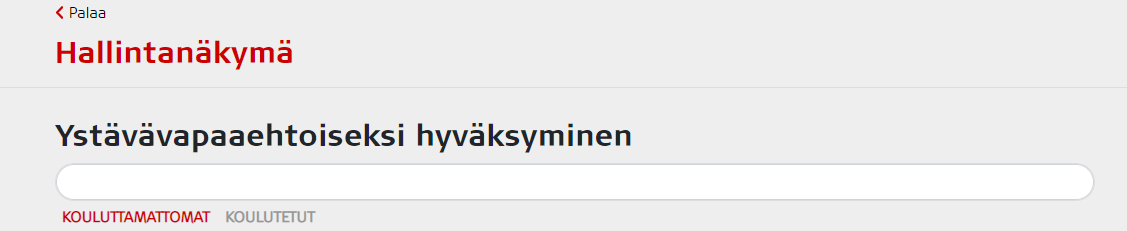 Palaa
Hallintanäkymä
Ystävävapaaehtoiseksi hyväksyminen
KOULUTTAMATTOMAT KOULUTETUT